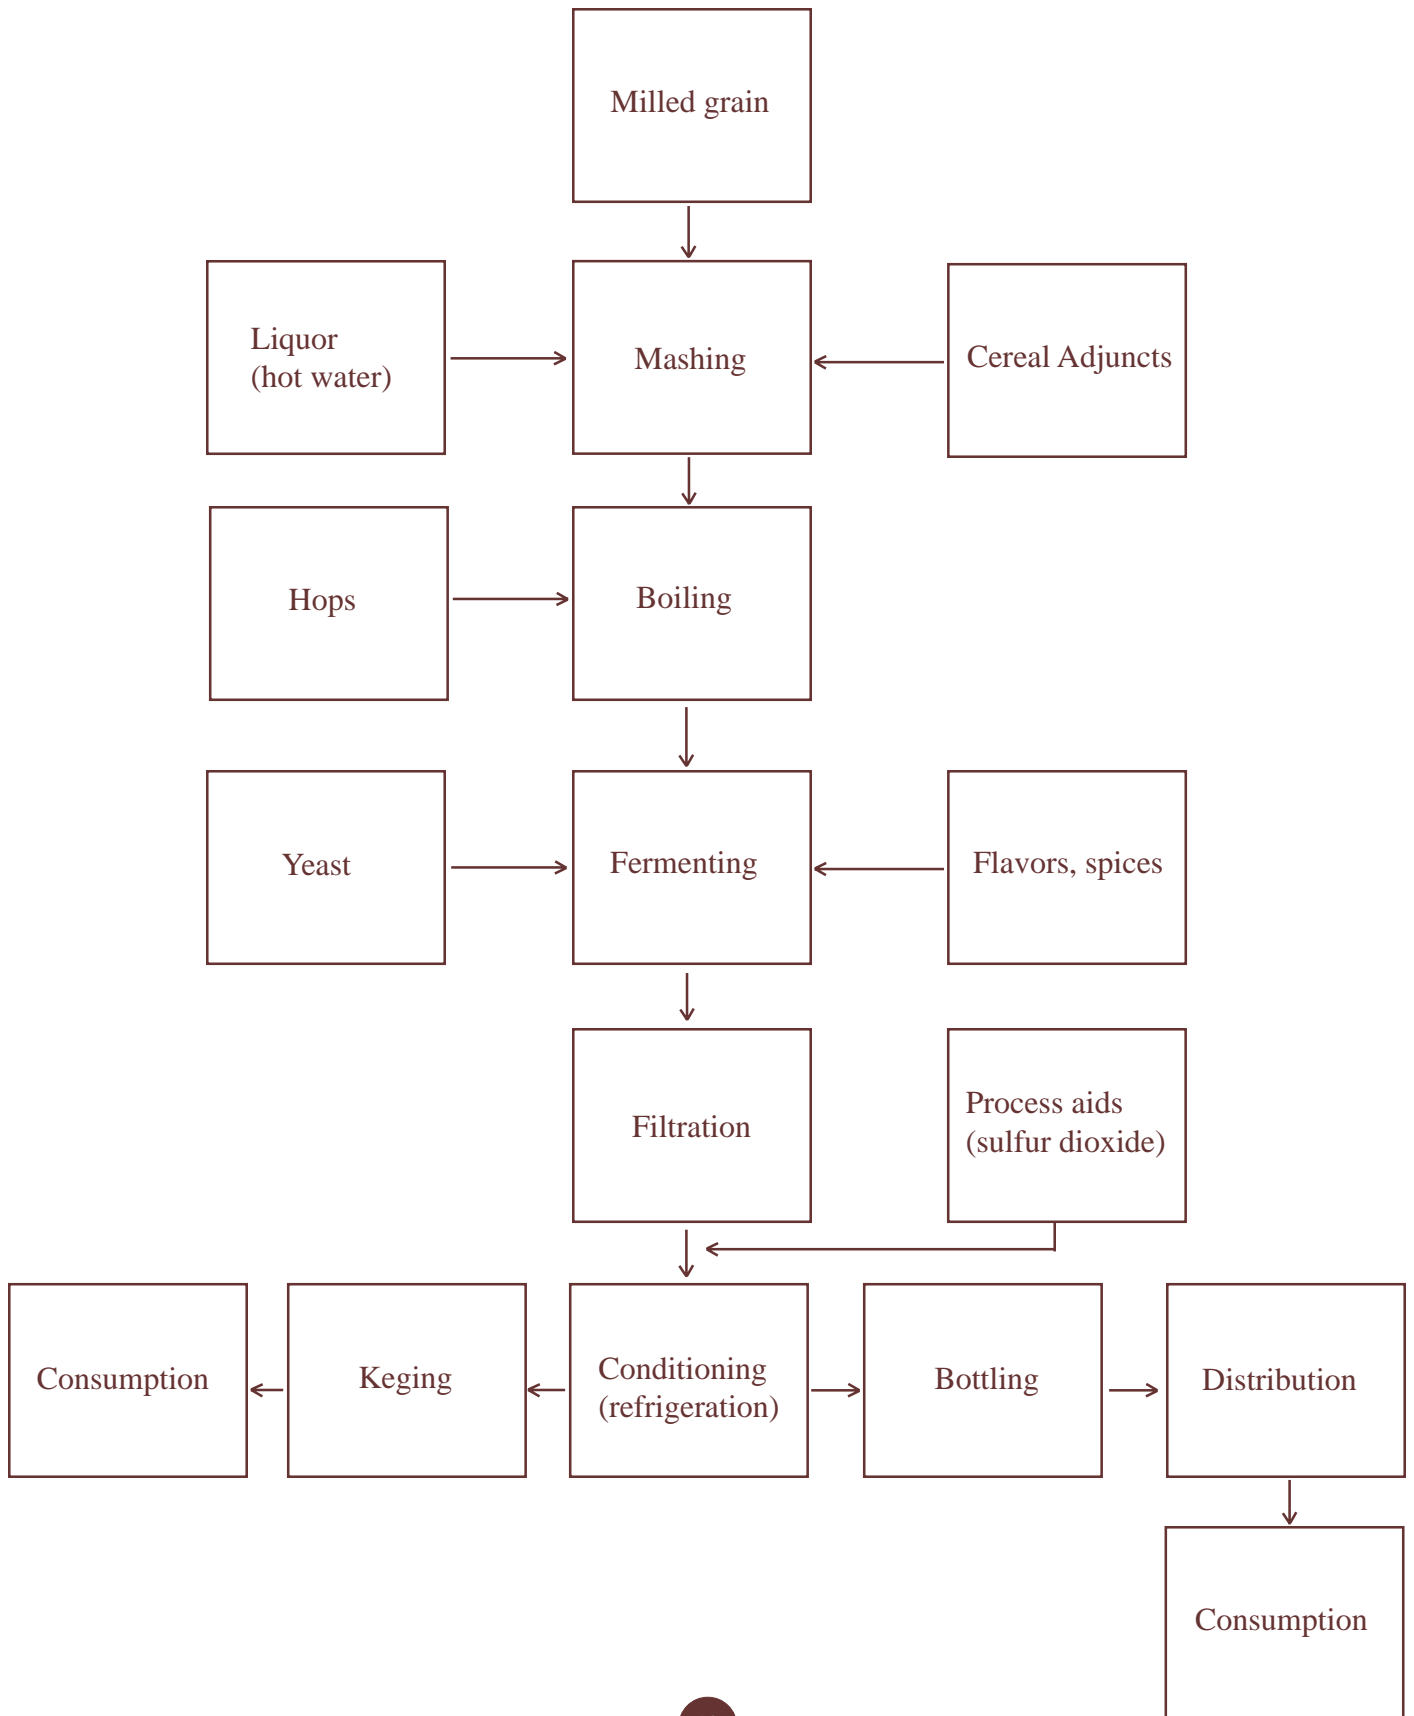 Milled grain
Liquor
(hot water)
Mashing
Cereal Adjuncts
Hops
Boiling
Yeast
Fermenting
Flavors, spices
Filtration
Process aids
(sulfur dioxide)
Consumption
Keging
Conditioning
(refrigeration)
Bottling
Distribution
Consumption